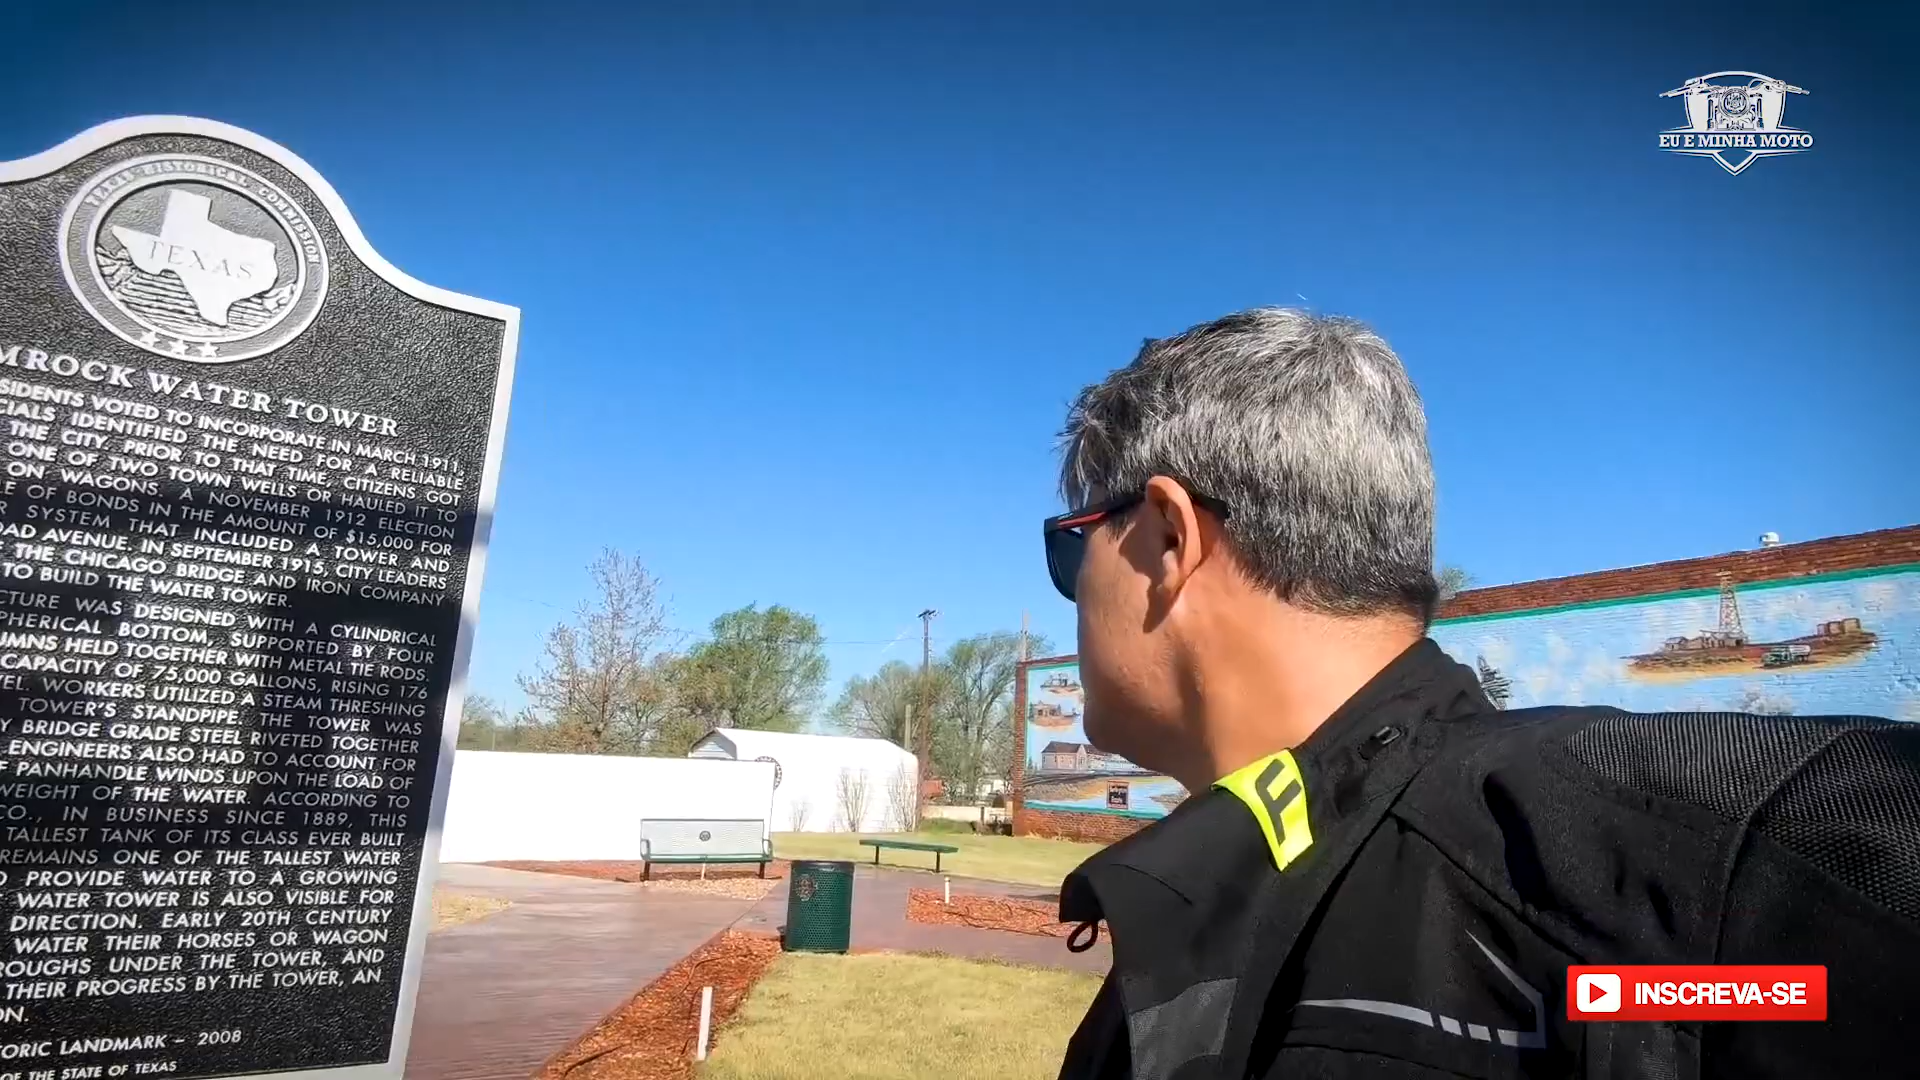 EU E MINHA MOTO
TEXAS HISTORICAL COMMISSION
TEXAS
MROCK WATER TOWER
SIDENTS VOTED TO INCORPORATE IN MARCH 1911,
CIALS IDENTIFIED THE NEED FOR A RELIABLE
THE CITY. PRIOR TO THAT TIME, CITIZENS GOT
ONE OF TWO TOWN WELLS OR HAULED IT TO
ON WAGONS. A NOVEMBER 1912 ELECTION
LE OF BONDS IN THE AMOUNT OF $15,000 FOR
R SYSTEM THAT INCLUDED A TOWER AND
OAD AVENUE. IN SEPTEMBER 1915, CITY LEADERS
THE CHICAGO BRIDGE AND IRON COMPANY
TO BUILD THE WATER TOWER.
CTURE WAS DESIGNED WITH A CYLINDRICAL
PHERICAL BOTTOM, SUPPORTED BY FOUR
UMNS HELD TOGETHER WITH METAL TIE RODS.
CAPACITY OF 75,000 GALLONS, RISING 176
VEL. WORKERS UTILIZED A STEAM THRESHING
TOWER'S STANDPIPE. THE TOWER WAS
Y BRIDGE GRADE STEEL RIVETED TOGETHER
ENGINEERS ALSO HAD TO ACCOUNT FOR
F PANHANDLE WINDS UPON THE LOAD OF
WEIGHT OF THE WATER. ACCORDING TO
CO., IN BUSINESS SINCE 1889, THIS
TALLEST TANK OF ITS CLASS EVER BUILT
REMAINS ONE OF THE TALLEST WATER
O PROVIDE WATER TO A GROWING
WATER TOWER IS ALSO VISIBLE FOR
DIRECTION. EARLY 20TH CENTURY
WATER THEIR HORSES OR WAGON
ROUGHS UNDER THE TOWER, AND
THEIR PROGRESS BY THE TOWER, AN
ON.
TORIC LANDMARK – 2008
OF THE STATE OF TEXAS
F
INSCREVA-SE